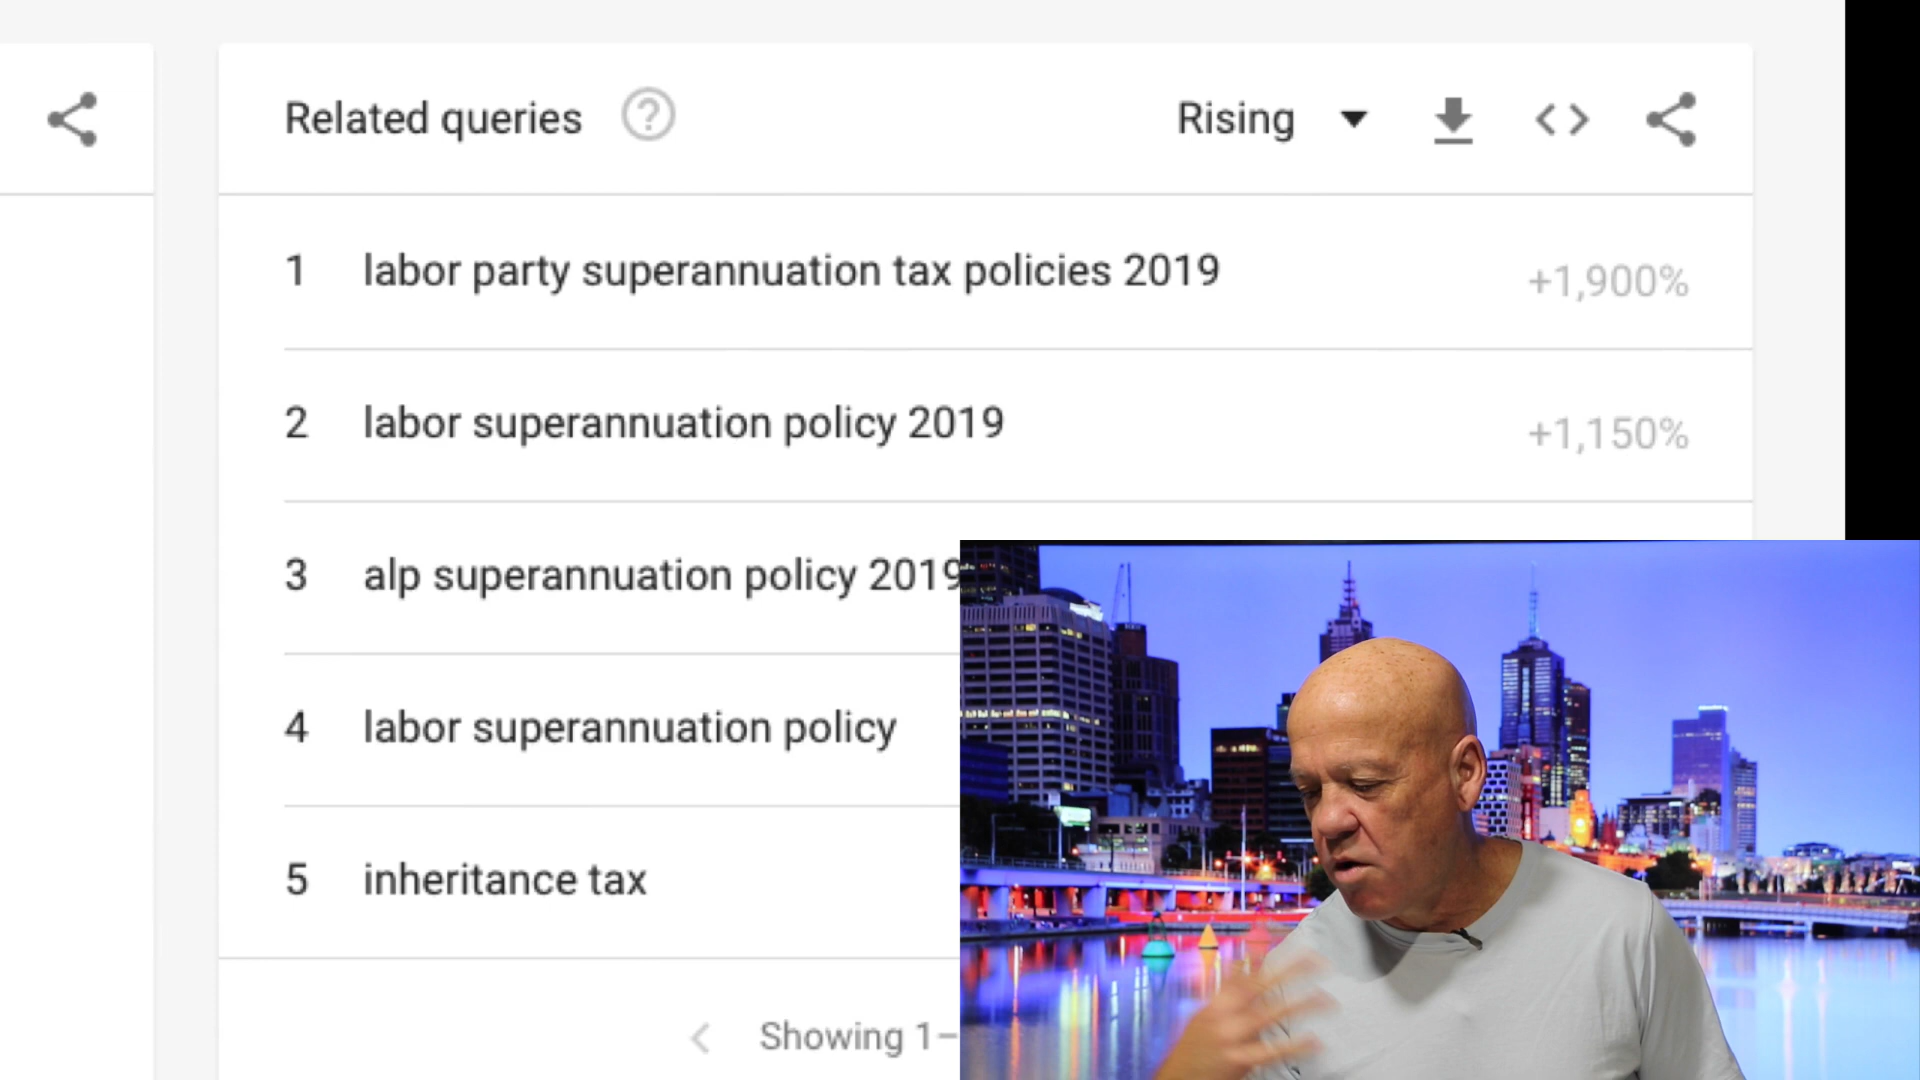 Related queries
Rising
1 labor party superannuation tax policies 2019 +1,900%
2 labor superannuation policy 2019 +1,150%
3 alp superannuation policy 2019
4 labor superannuation policy
5 inheritance tax
Showing 1–